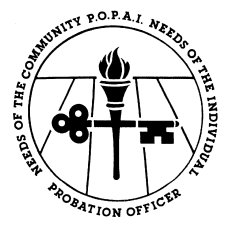 NEEDS OF THE COMMUNITY P.O.P.A.I. NEEDS OF THE INDIVIDUAL
PROBATION OFFICER